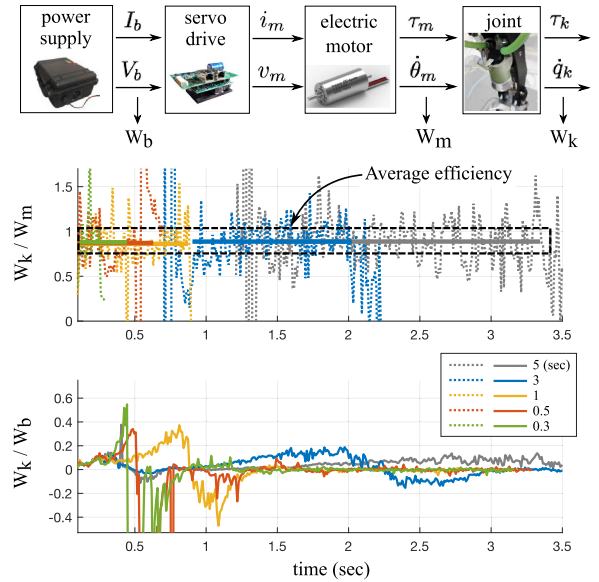 power supply
I_b
V_b
servo drive
i_m
v_m
electric motor
τ_m
θ̇_m
joint
τ_k
q̇_k
W_b
W_m
W_k
Average efficiency
W_k / W_m
1.5
1
0.5
0
0.5 1 1.5 2 2.5 3 3.5
5 (sec)
3
1
0.5
0.3
W_k / W_b
0.6
0.4
0.2
0
-0.2
-0.4
0.5 1 1.5 2 2.5 3 3.5
time (sec)